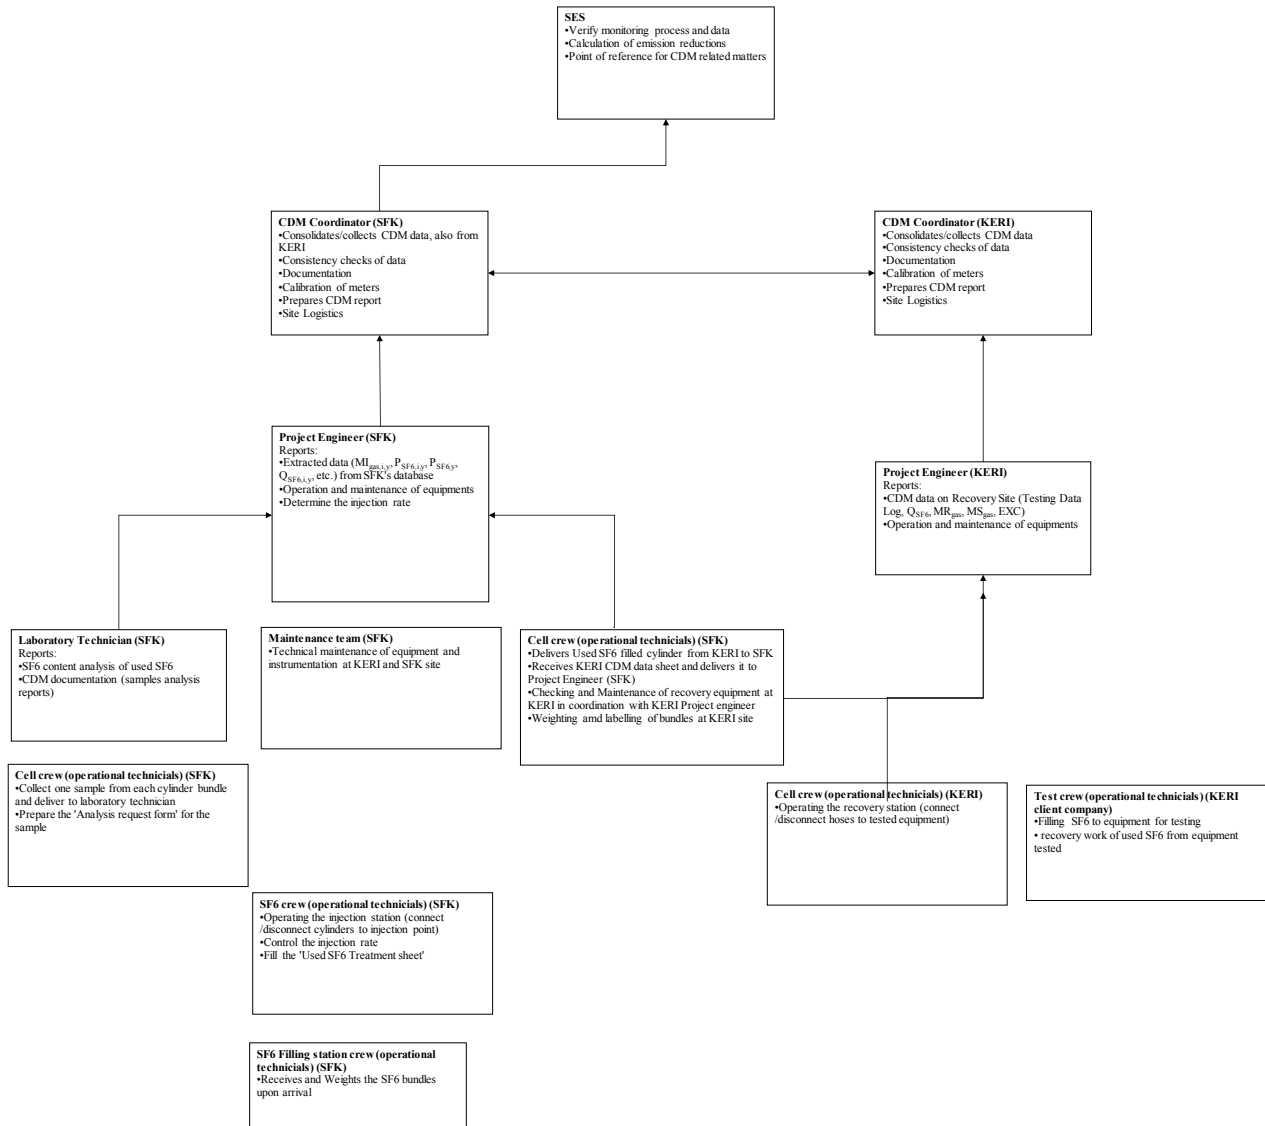 SES
•Verify monitoring process and data
•Calculation of emission reductions
•Point of reference for CDM related matters
CDM Coordinator (SFK)
•Consolidates/collects CDM data, also from
KERI
•Consistency checks of data
•Documentation
•Calibration of meters
•Prepares CDM report
•Site Logistics
CDM Coordinator (KERI)
•Consolidates/collects CDM data
•Consistency checks of data
•Documentation
•Calibration of meters
•Prepares CDM report
•Site Logistics
Project Engineer (SFK)
Reports:
•Extracted data (MIgas,i,y, PSF6,i,y, PSF6,y,
QSF6,i,y, etc.) from SFK's database
•Operation and maintenance of equipments
•Determine the injection rate
Project Engineer (KERI)
Reports:
•CDM data on Recovery Site (Testing Data
Log, QSF6, MRgas, MSgas, EXC)
•Operation and maintenance of equipments
Laboratory Technician (SFK)
Reports:
•SF6 content analysis of used SF6
•CDM documentation (samples analysis
reports)
Maintenance team (SFK)
•Technical maintenance of equipment and
instrumentation at KERI and SFK site
Cell crew (operational technicials) (SFK)
•Delivers Used SF6 filled cylinder from KERI to SFK
•Receives KERI CDM data sheet and delivers it to
Project Engineer (SFK)
•Checking and Maintenance of recovery equipment at
KERI in coordination with KERI Project engineer
•Weighting amd labelling of bundles at KERI site
Cell crew (operational technicials) (SFK)
•Collect one sample from each cylinder bundle
and deliver to laboratory technician
•Prepare the 'Analysis request form' for the
sample
Cell crew (operational technicials) (KERI)
•Operating the recovery station (connect
/disconnect hoses to tested equipment)
Test crew (operational technicials) (KERI
client company)
•Filling SF6 to equipment for testing
• recovery work of used SF6 from equipment
tested
SF6 crew (operational technicials) (SFK)
•Operating the injection station (connect
/disconnect cylinders to injection point)
•Control the injection rate
•Fill the 'Used SF6 Treatment sheet'
SF6 Filling station crew (operational
technicials) (SFK)
•Receives and Weights the SF6 bundles
upon arrival